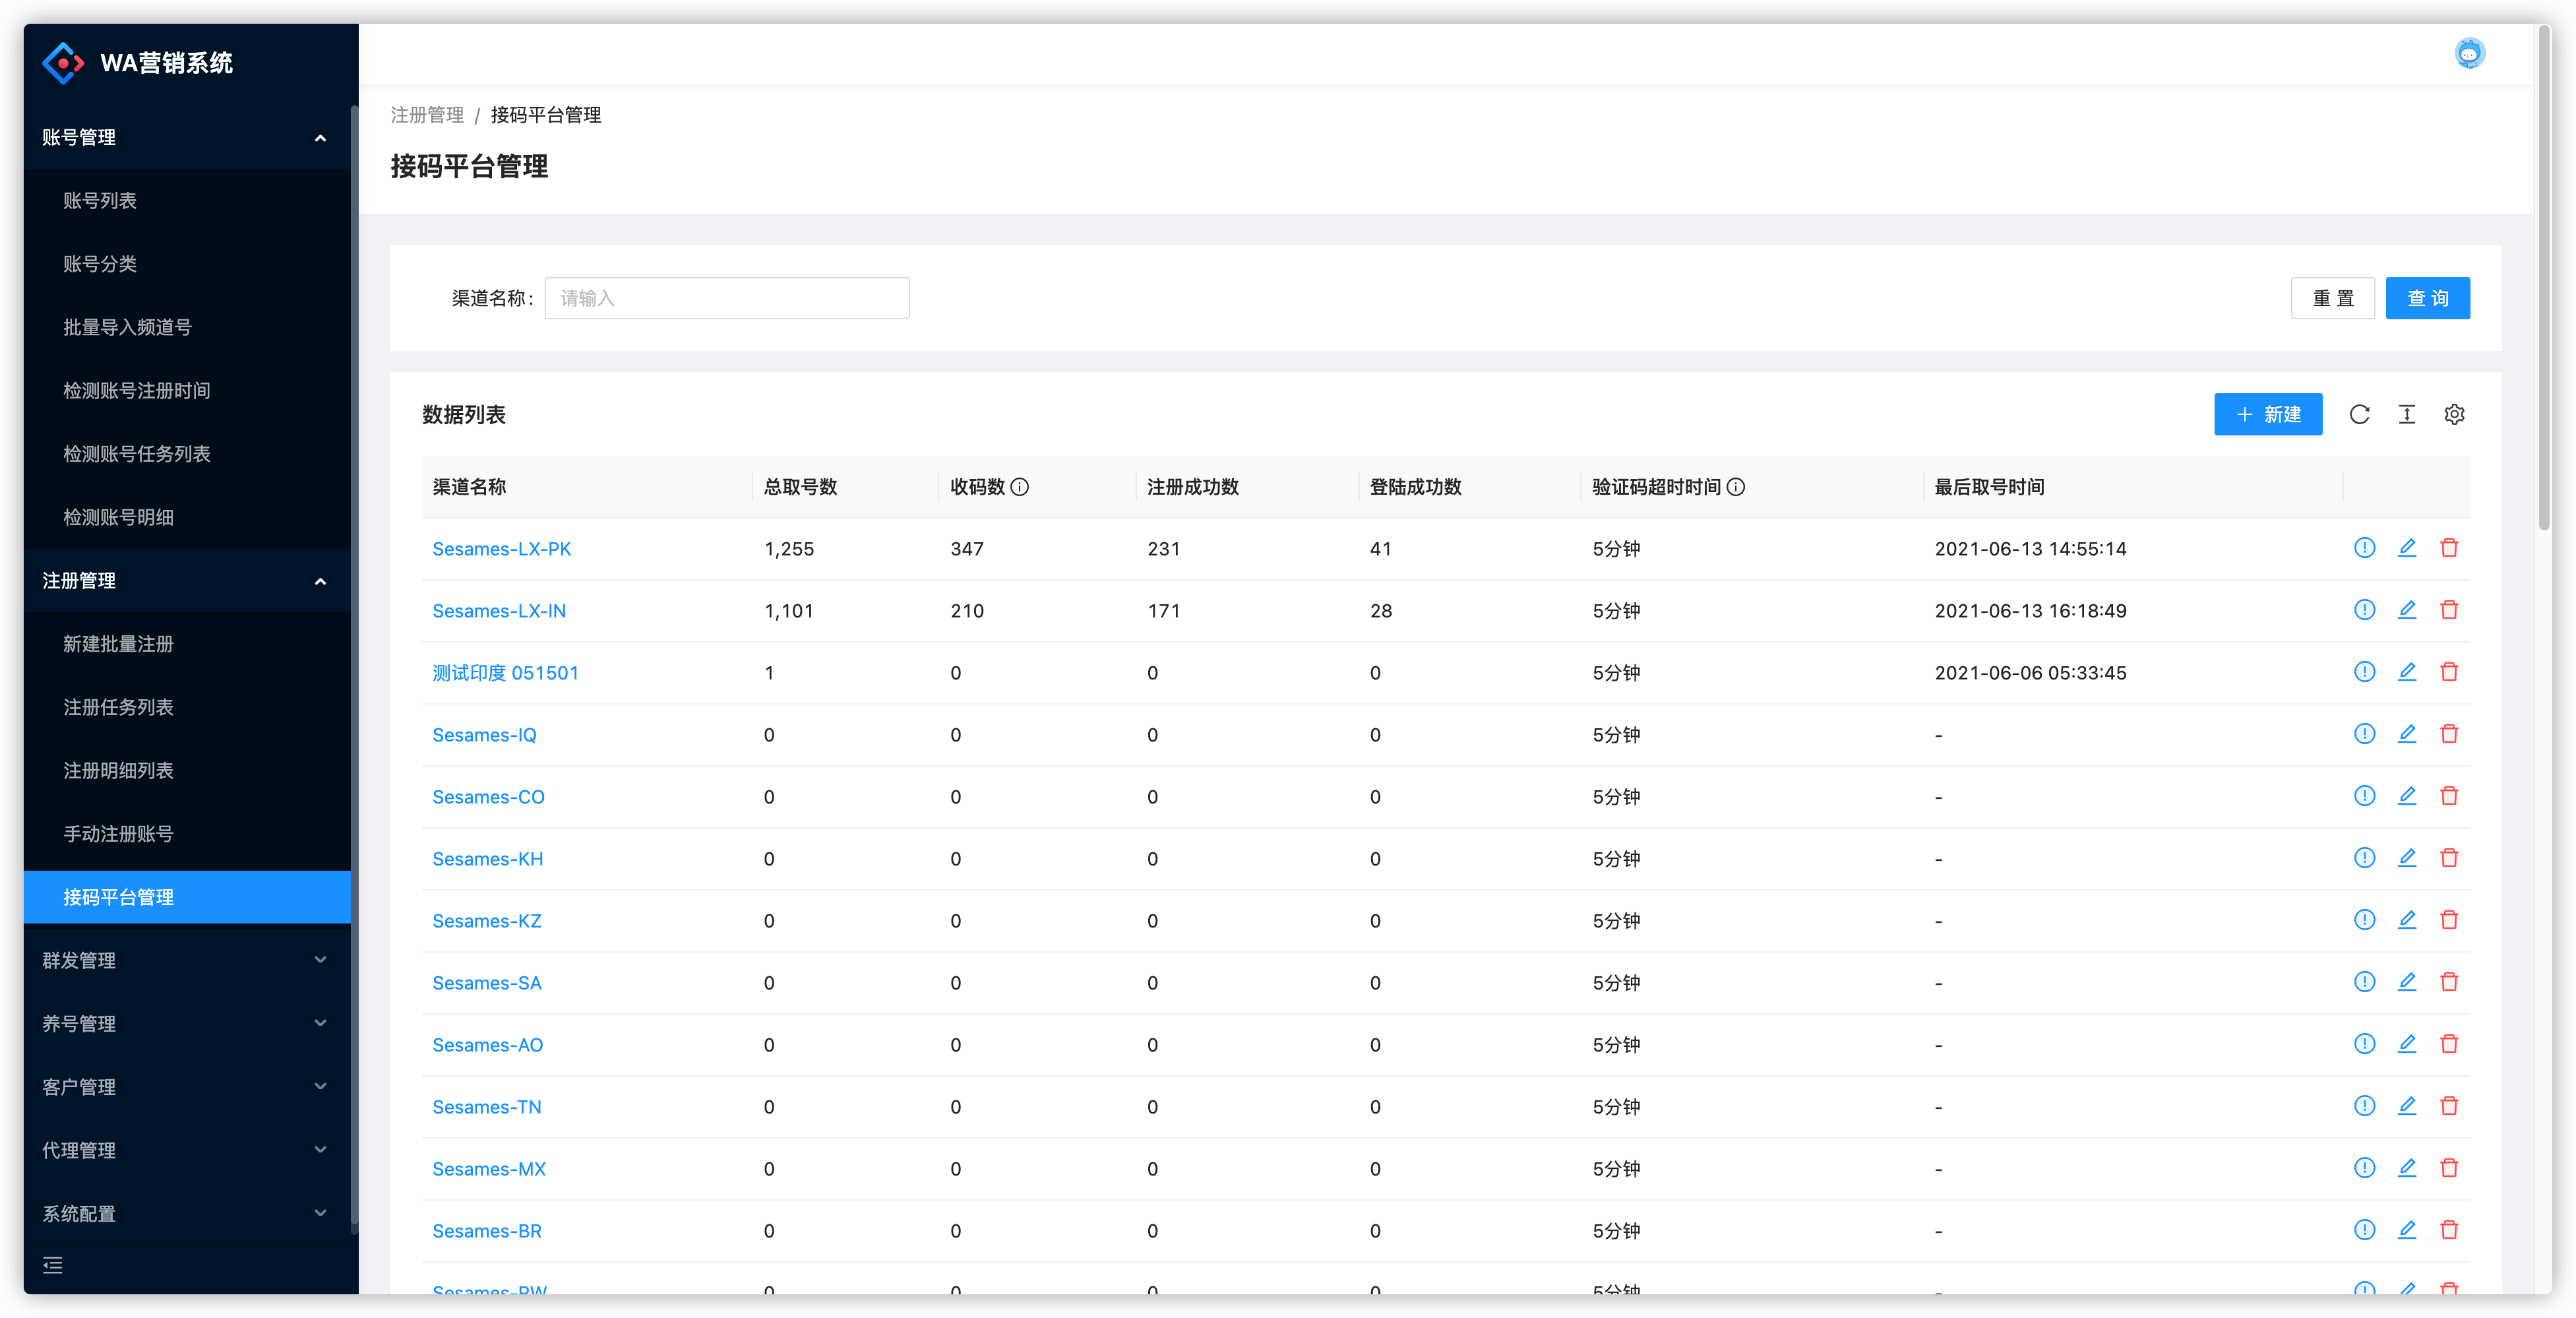 WA营销系统
账号管理
账号列表
账号分类
批量导入频道号
检测账号注册时间
检测账号任务列表
检测账号明细
注册管理
新建批量注册
注册任务列表
注册明细列表
手动注册账号
接码平台管理
群发管理
养号管理
客户管理
代理管理
系统配置
注册管理 / 接码平台管理
接码平台管理
渠道名称: 请输入 重 置 查 询
数据列表 + 新建
渠道名称 总取号数 收码数 注册成功数 登陆成功数 验证码超时时间 最后取号时间
Sesames-LX-PK 1,255 347 231 41 5分钟 2021-06-13 14:55:14
Sesames-LX-IN 1,101 210 171 28 5分钟 2021-06-13 16:18:49
测试印度 051501 1 0 0 0 5分钟 2021-06-06 05:33:45
Sesames-IQ 0 0 0 0 5分钟 -
Sesames-CO 0 0 0 0 5分钟 -
Sesames-KH 0 0 0 0 5分钟 -
Sesames-KZ 0 0 0 0 5分钟 -
Sesames-SA 0 0 0 0 5分钟 -
Sesames-AO 0 0 0 0 5分钟 -
Sesames-TN 0 0 0 0 5分钟 -
Sesames-MX 0 0 0 0 5分钟 -
Sesames-BR 0 0 0 0 5分钟 -
Sesames-RW 0 0 0 0 5分钟 -